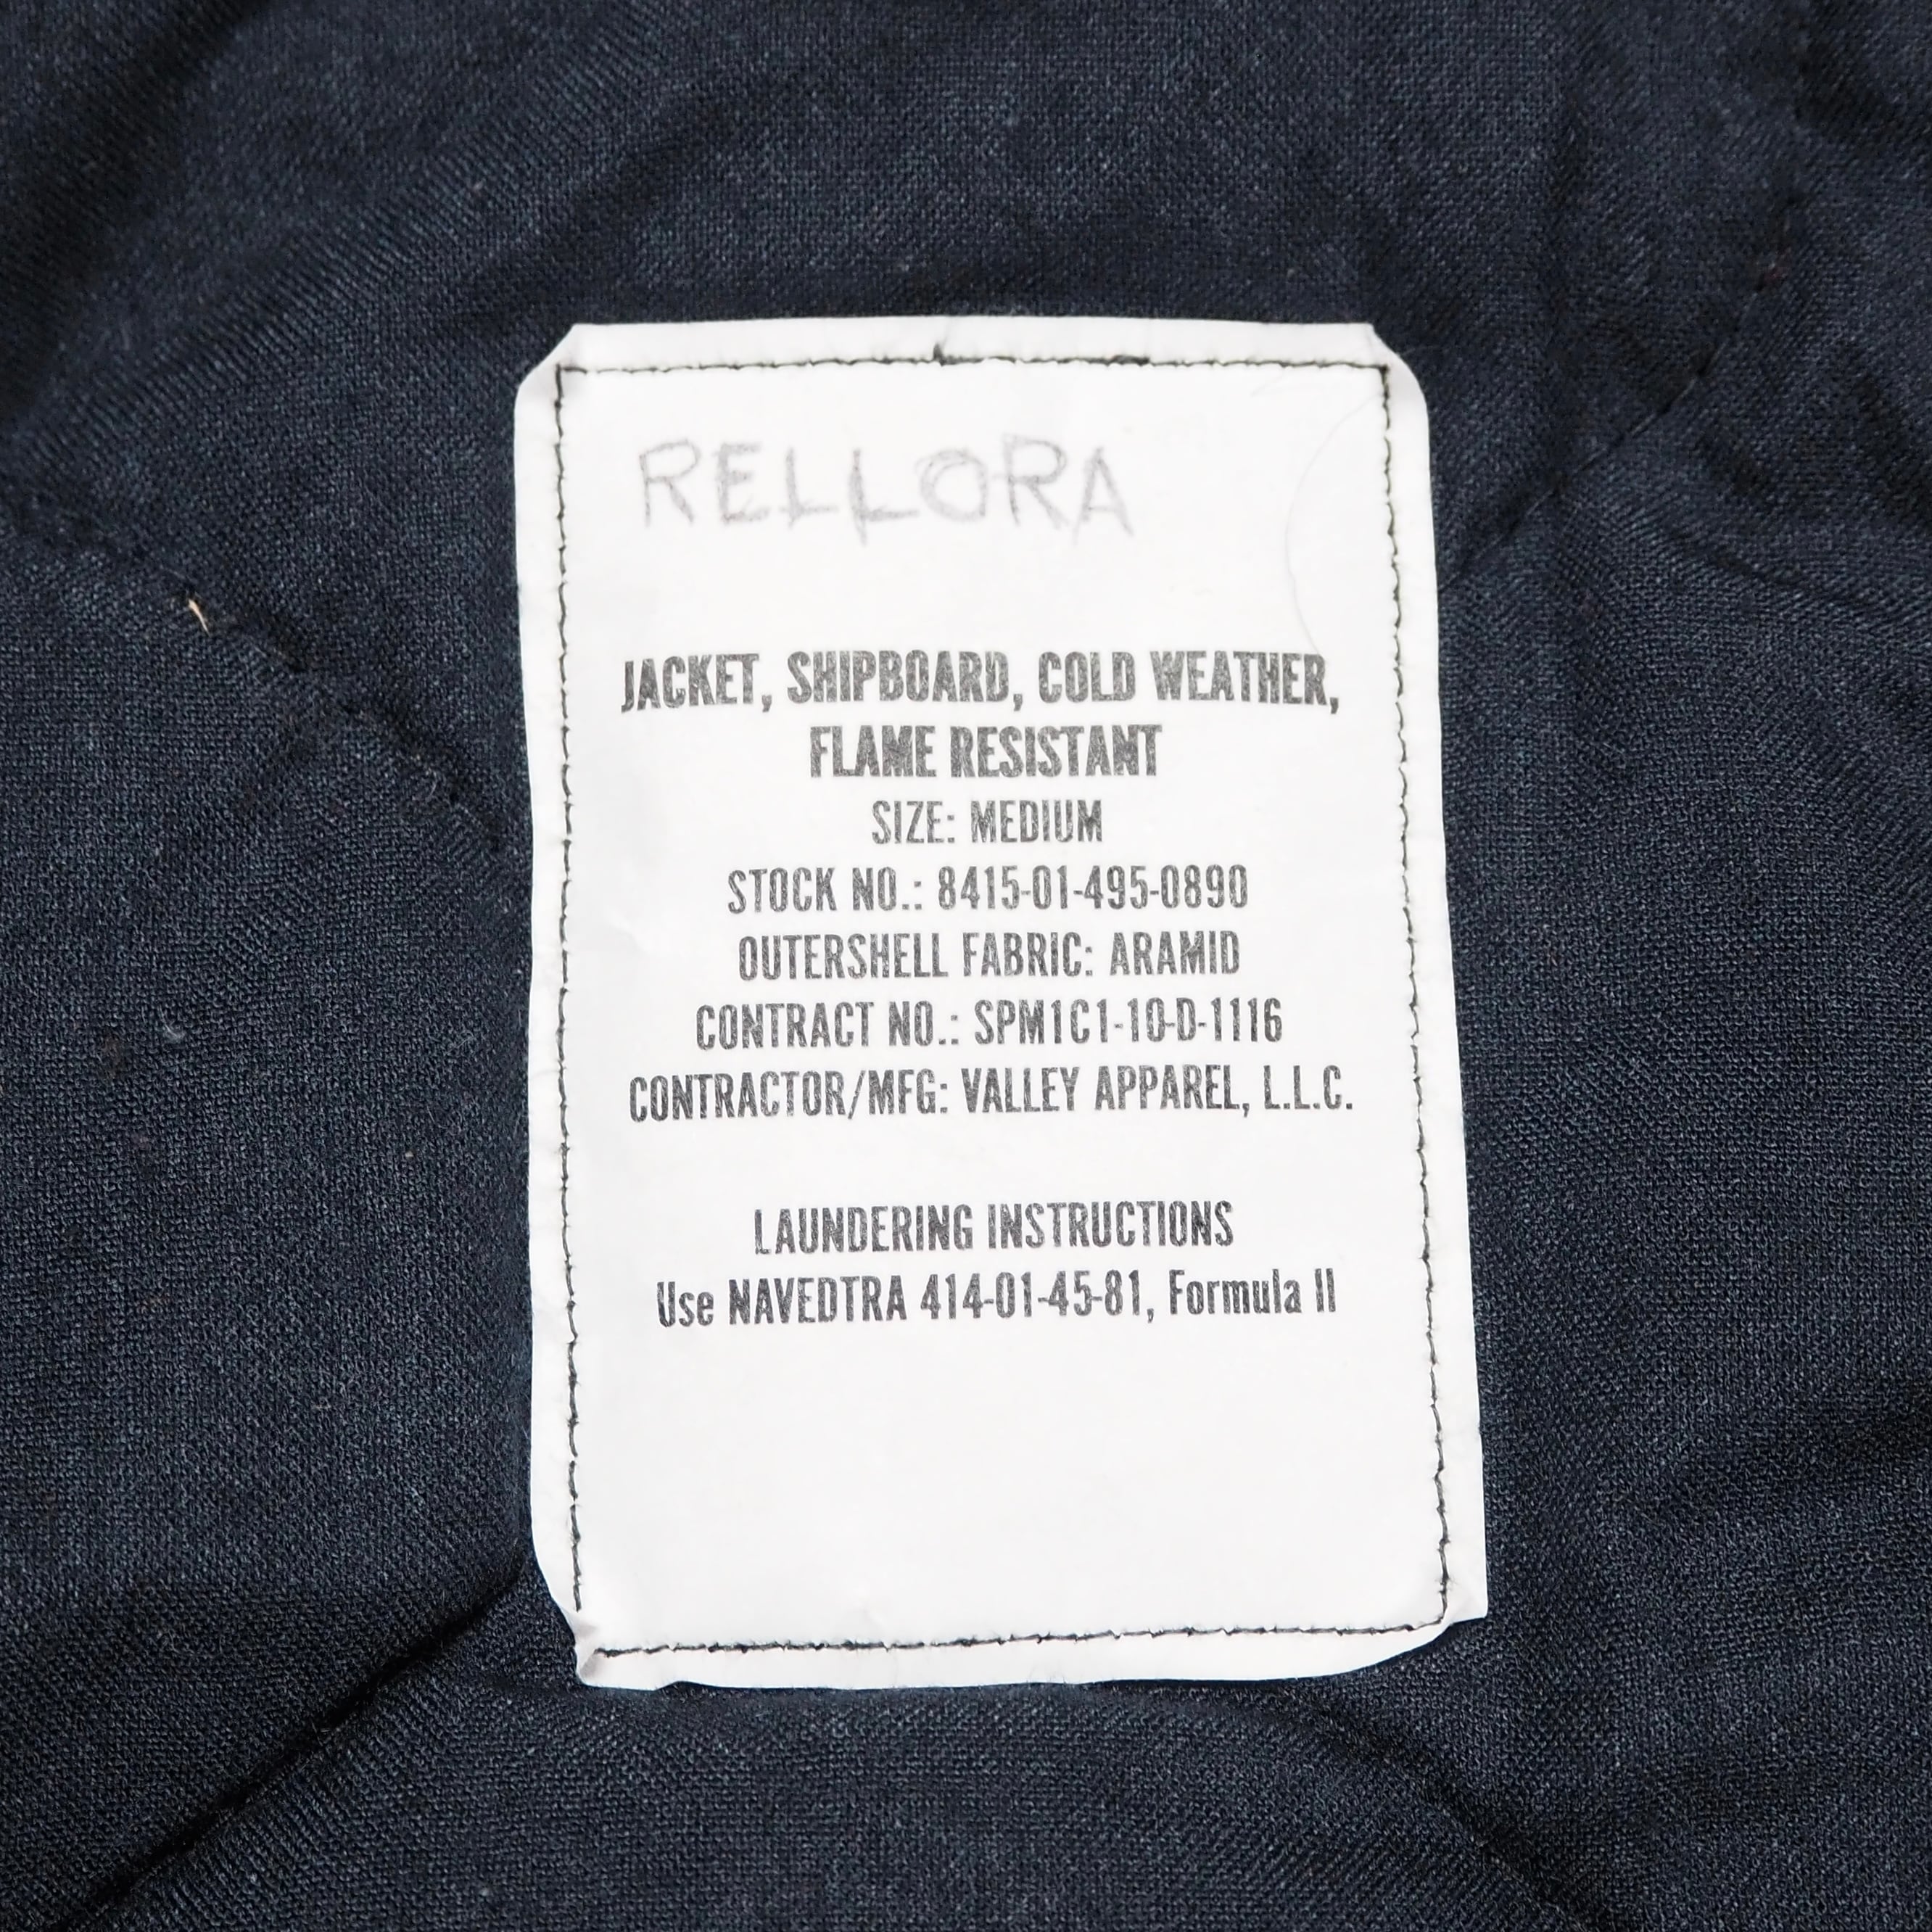 RELLORA
JACKET, SHIPBOARD, COLD WEATHER,
FLAME RESISTANT
SIZE: MEDIUM
STOCK NO.: 8415-01-495-0890
OUTERSHELL FABRIC: ARAMID
CONTRACT NO.: SPM1C1-10-D-1116
CONTRACTOR/MFG: VALLEY APPAREL, L.L.C.
LAUNDERING INSTRUCTIONS
Use NAVEDTRA 414-01-45-81, Formula II